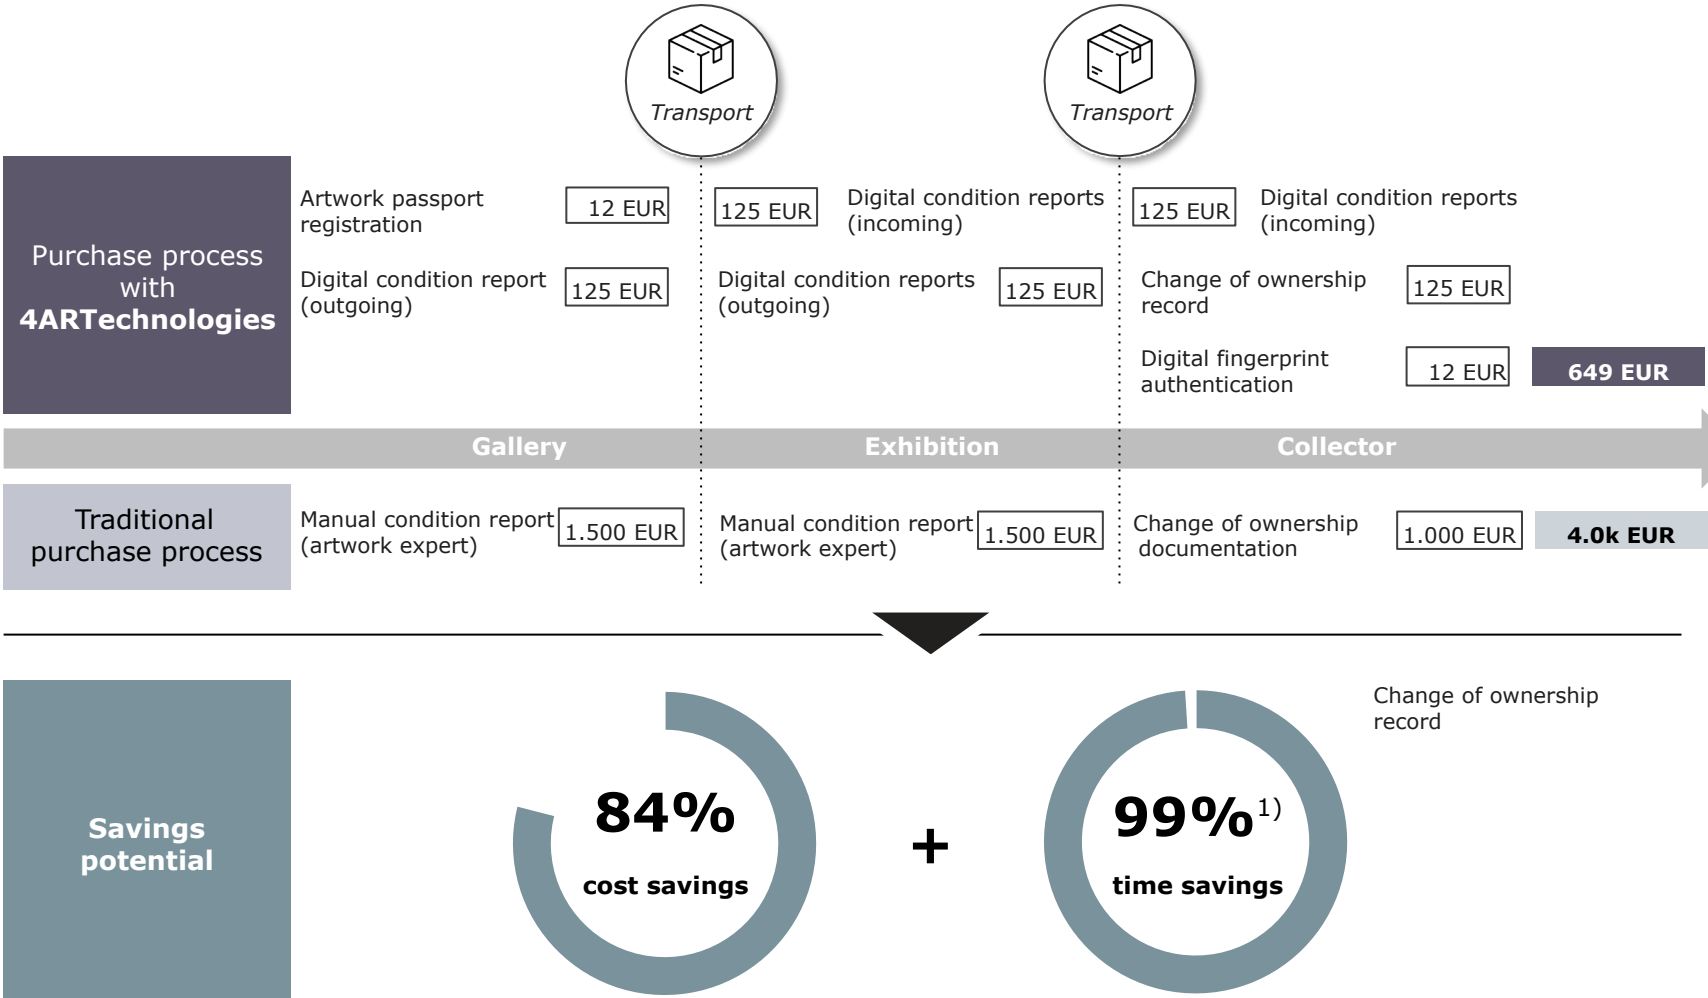 Transport
Transport
Purchase process
with
4ARTechnologies
Artwork passport
registration
12 EUR
Digital condition report
(outgoing)
125 EUR
125 EUR
Digital condition reports
(incoming)
Digital condition reports
(outgoing)
125 EUR
125 EUR
Digital condition reports
(incoming)
Change of ownership
record
125 EUR
Digital fingerprint
authentication
12 EUR
649 EUR
Gallery
Exhibition
Collector
Traditional
purchase process
Manual condition report
(artwork expert)
1.500 EUR
Manual condition report
(artwork expert)
1.500 EUR
Change of ownership
documentation
1.000 EUR
4.0k EUR
Savings
potential
84%
cost savings
+
99%1)
time savings
Change of ownership
record